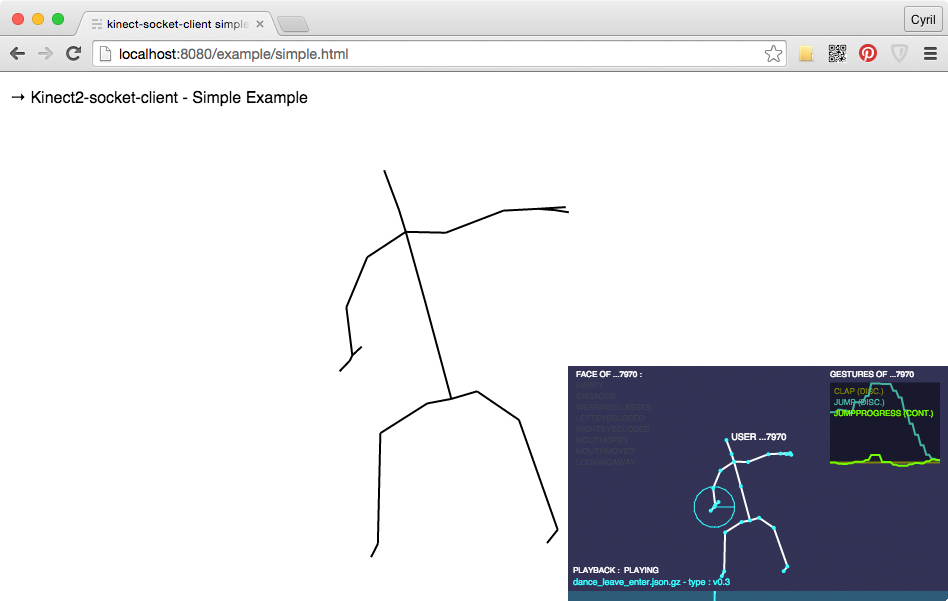 kinect-socket-client simple
Cyril
localhost:8080/example/simple.html
→ Kinect2-socket-client - Simple Example
FACE OF ...7970 :
HAPPY
ENGAGED
WEARINGGLASSES
LEFTEYECLOSED
RIGHTEYECLOSED
MOUTHOPEN
MOUTHMOVED
LOOKINGAWAY
GESTURES OF ...7970
CLAP (DISC.)
JUMP (DISC.)
JUMPPROGRESS (CONT.)
USER ...7970
PLAYBACK : PLAYING
dance_leave_enter.json.gz - type : v0.3